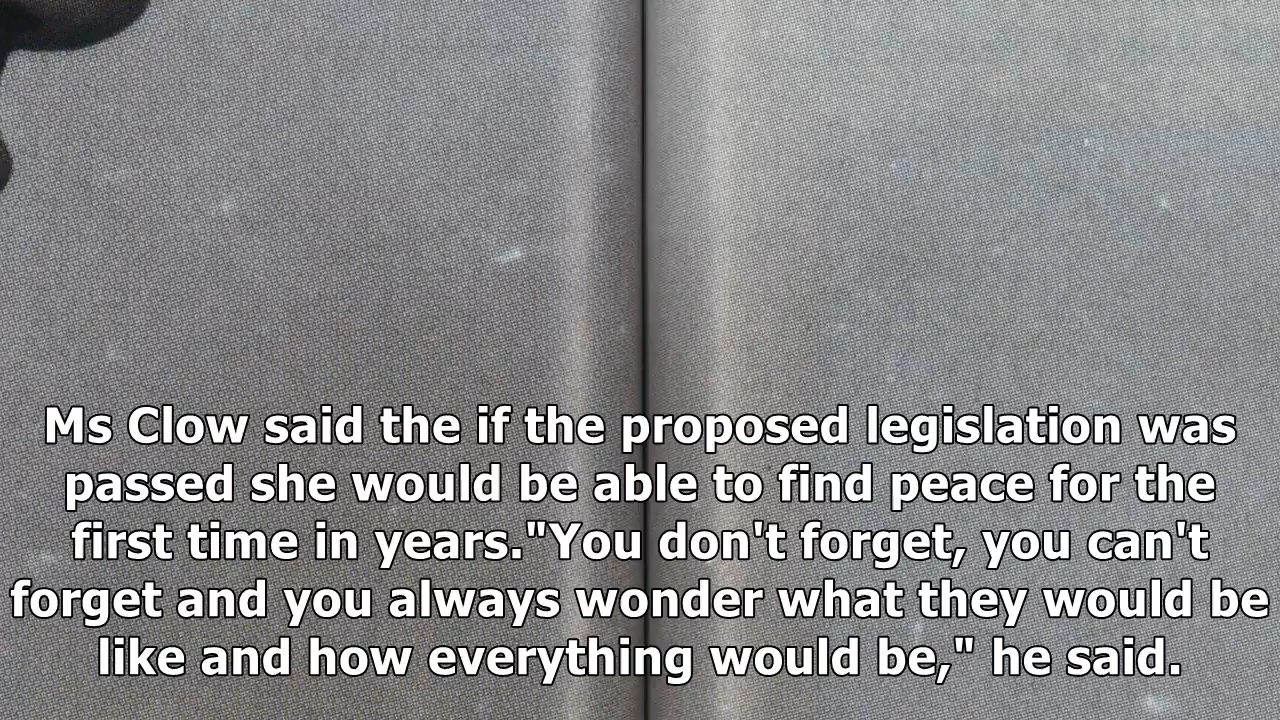 Ms Clow said the if the proposed legislation was
passed she would be able to find peace for the
first time in years."You don't forget, you can't
forget and you always wonder what they would be
like and how everything would be," he said.